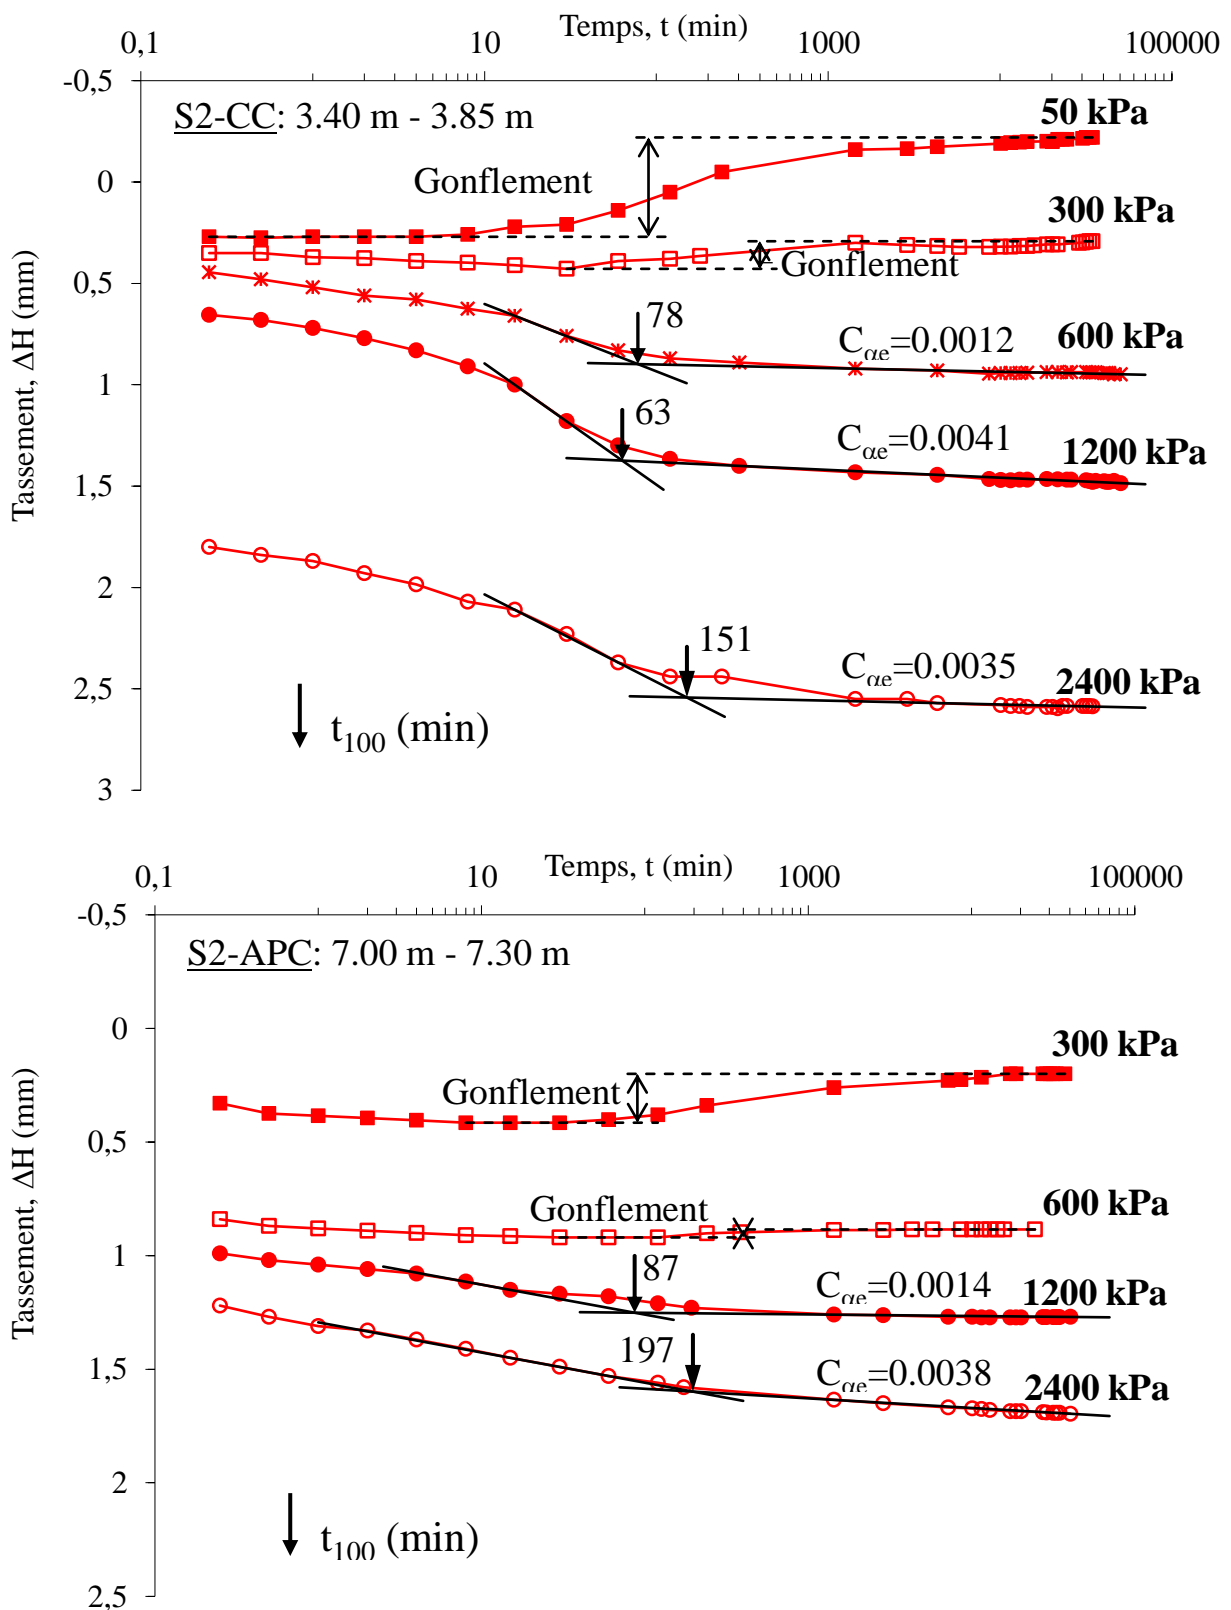 Temps, t (min)
0,1 10 1000 100000
-0,5
S2-CC: 3.40 m - 3.85 m
50 kPa
0
Gonflement
300 kPa
Gonflement
0,5
78
Cαe=0.0012
600 kPa
1
63
Cαe=0.0041
1200 kPa
1,5
2
151
Cαe=0.0035
2400 kPa
2,5
t100 (min)
3
Tassement, ΔH (mm)
Temps, t (min)
0,1 10 1000 100000
-0,5
S2-APC: 7.00 m - 7.30 m
0
300 kPa
Gonflement
0,5
600 kPa
Gonflement
1
87
Cαe=0.0014
1200 kPa
197
Cαe=0.0038
2400 kPa
1,5
2
t100 (min)
2,5
Tassement, ΔH (mm)